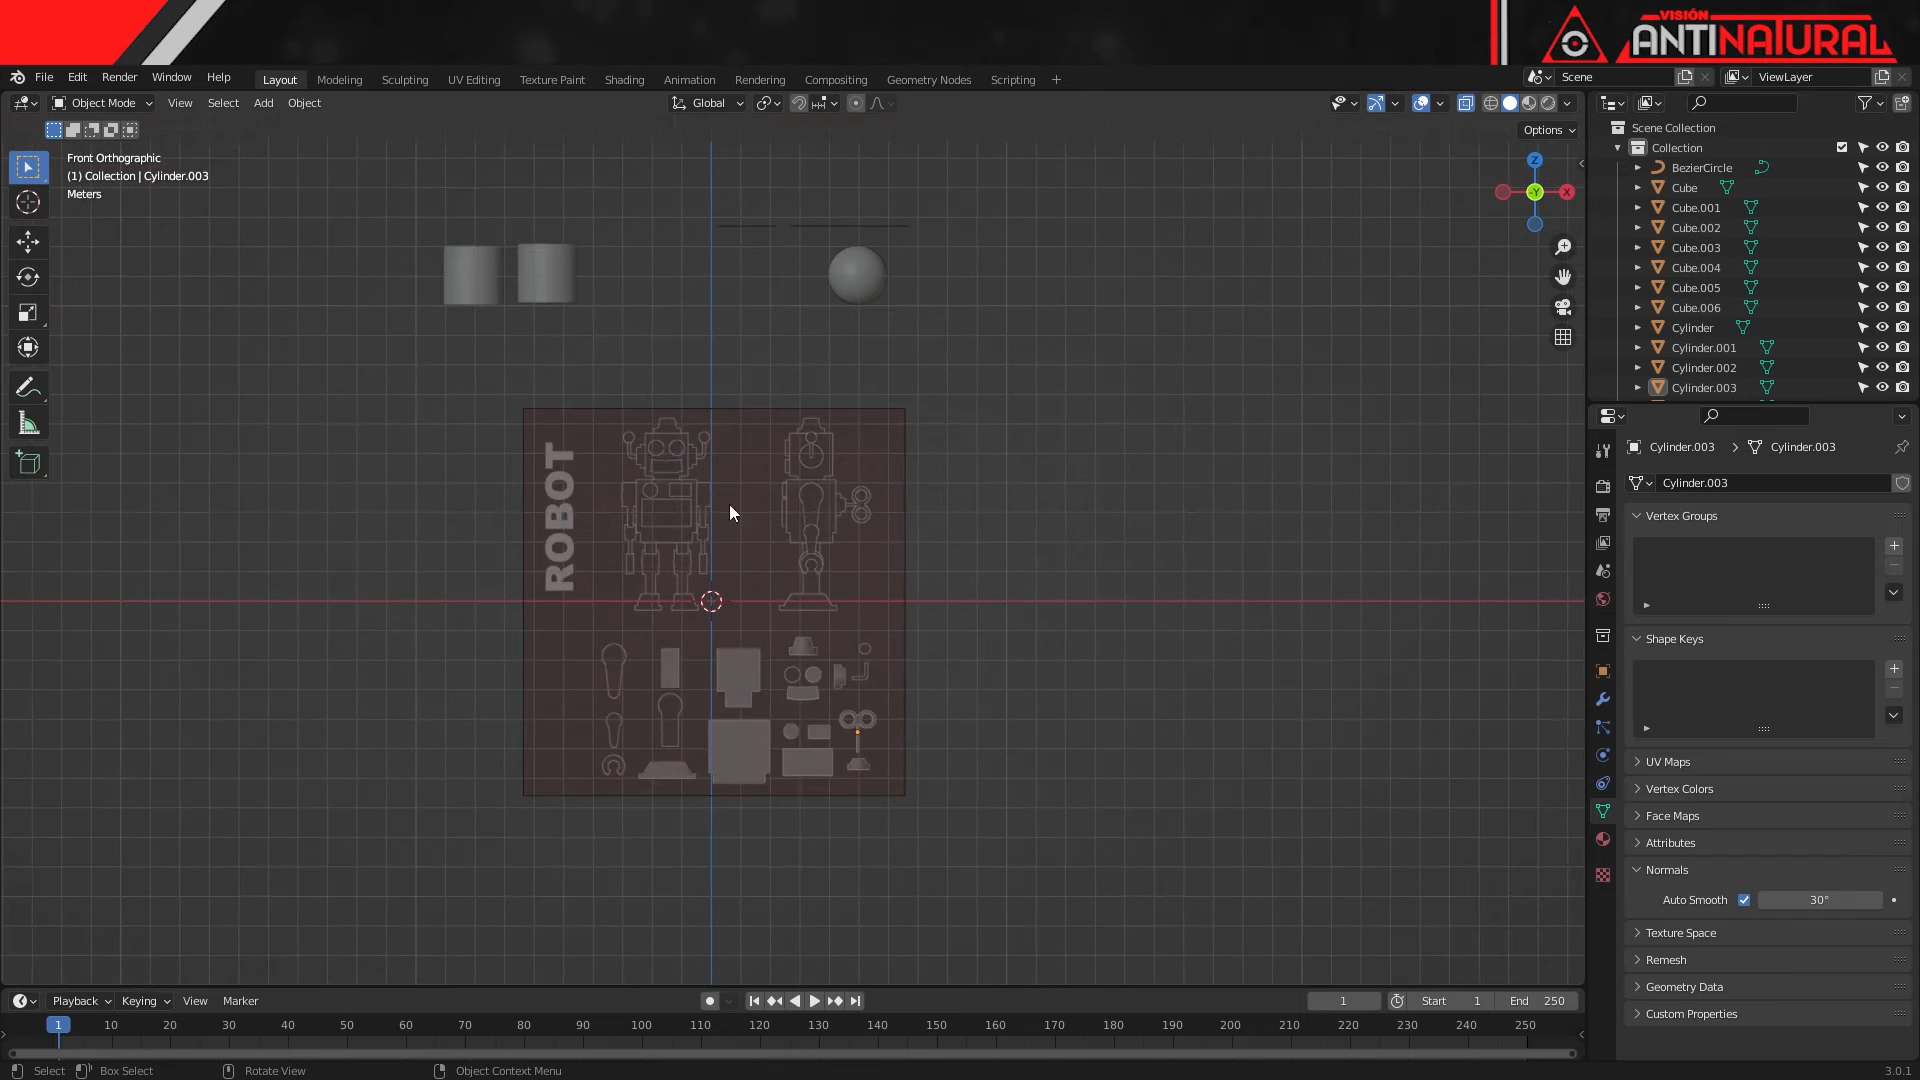 VISIÓN
ANTINATURAL
File Edit Render Window Help
Layout Modeling Sculpting UV Editing Texture Paint Shading Animation Rendering Compositing Geometry Nodes Scripting +
Scene
ViewLayer
Object Mode View Select Add Object
Global
Options
Front Orthographic
(1) Collection | Cylinder.003
Meters
Z
-Y
X
ROBOT
Scene Collection
Collection
BezierCircle
Cube
Cube.001
Cube.002
Cube.003
Cube.004
Cube.005
Cube.006
Cylinder
Cylinder.001
Cylinder.002
Cylinder.003
Cylinder.003 > Cylinder.003
Cylinder.003
Vertex Groups
Shape Keys
UV Maps
Vertex Colors
Face Maps
Attributes
Normals
Auto Smooth 30°
Texture Space
Remesh
Geometry Data
Custom Properties
Playback Keying View Marker
1 Start 1 End 250
1 10 20 30 40 50 60 70 80 90 100 110 120 130 140 150 160 170 180 190 200 210 220 230 240 250
Select Box Select Rotate View Object Context Menu
3.0.1